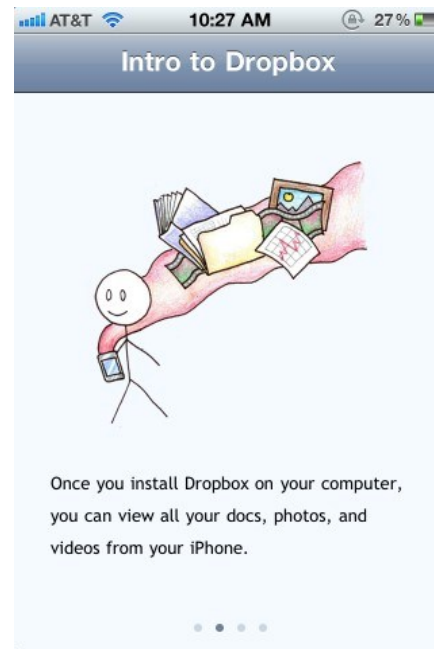 AT&T 10:27 AM 27%
Intro to Dropbox
Once you install Dropbox on your computer,
you can view all your docs, photos, and
videos from your iPhone.